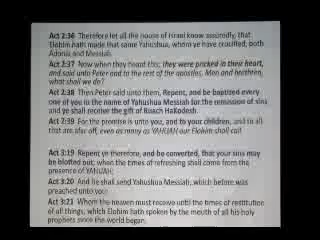 Act 2:36 Therefore let all the house of Israel know assuredly, that
Elohim hath made that same Yahushua, whom ye have crucified, both
Adonai and Messiah.
Act 2:37 Now when they heard this, they were pricked in their heart,
and said unto Peter and to the rest of the apostles, Men and brethren,
what shall we do?
Act 2:38 Then Peter said unto them, Repent, and be baptized every
one of you in the name of Yahushua Messiah for the remission of sins
and ye shall receive the gift of Ruach HaKodesh.
Act 2:39 For the promise is unto you, and to your children, and to all
that are afar off, even as many as YAHUAH our Elohim shall call.
Act 3:19 Repent ye therefore, and be converted, that your sins may
be blotted out, when the times of refreshing shall come from the
presence of YAHUAH;
Act 3:20 And he shall send Yahushua Messiah, which before was
preached unto you:
Act 3:21 Whom the heaven must receive until the times of restitution
of all things, which Elohim hath spoken by the mouth of all his holy
prophets since the world began.